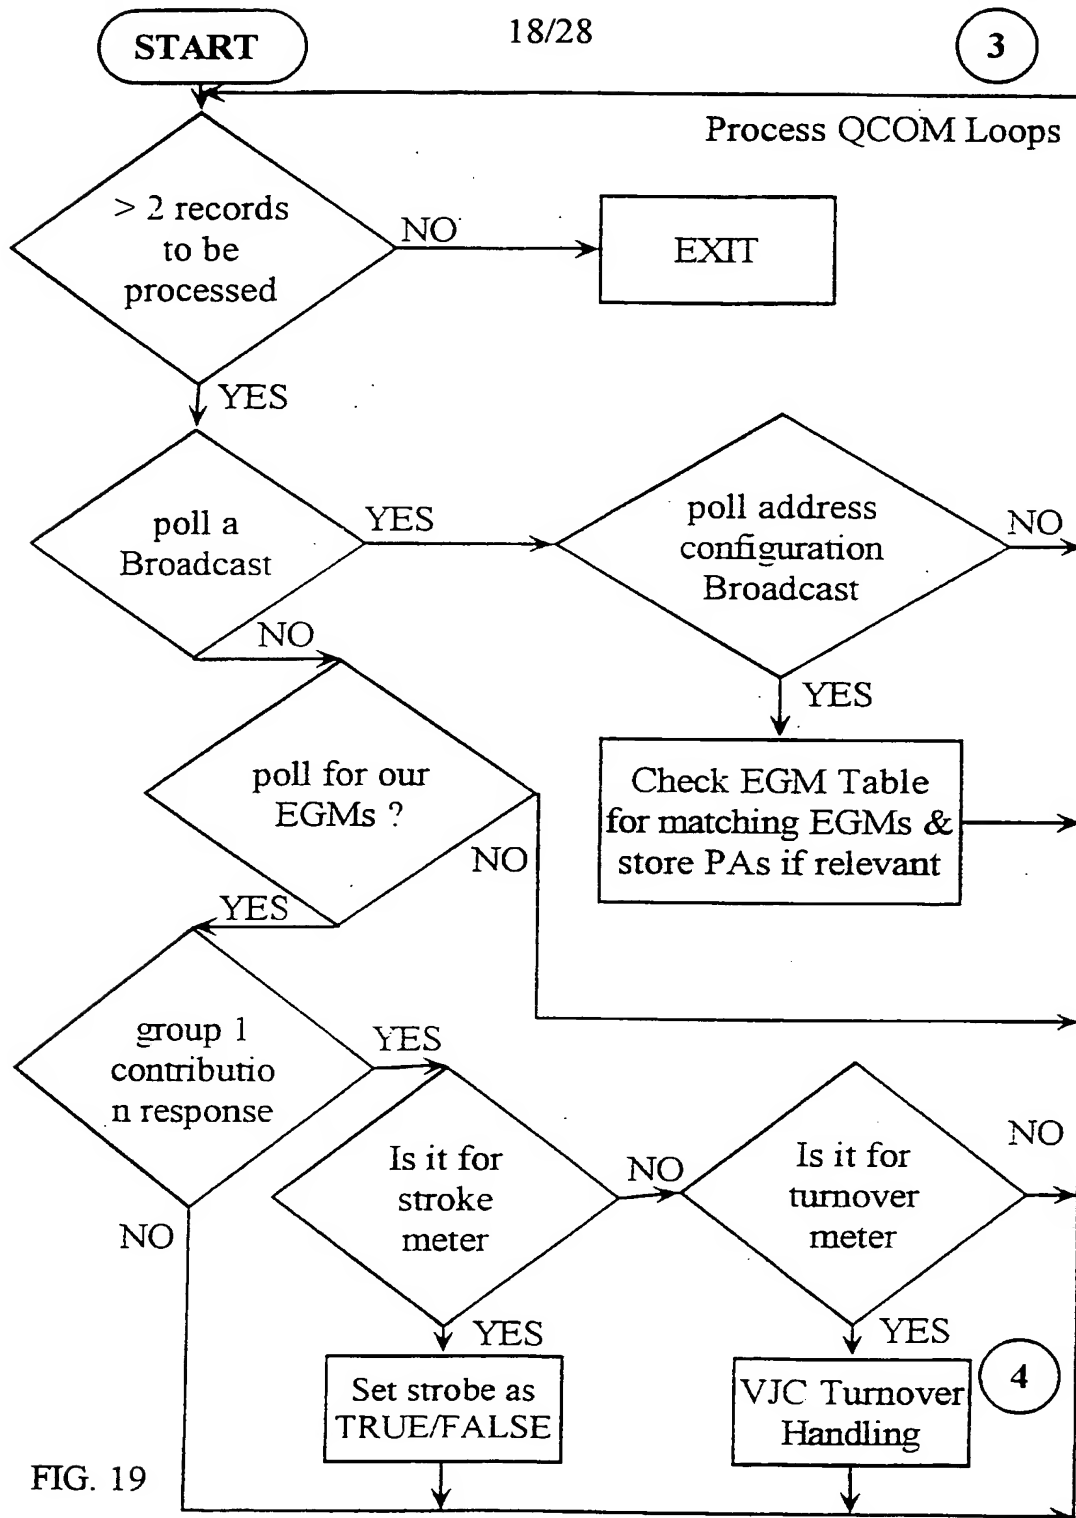 START
18/28
3
Process QCOM Loops
> 2 records
to be
processed
NO
EXIT
YES
poll a
Broadcast
YES
poll address
configuration
Broadcast
NO
NO
YES
poll for our
EGMs ?
NO
Check EGM Table
for matching EGMs &
store PAs if relevant
YES
group 1
contributio
n response
YES
Is it for
stroke
meter
NO
Is it for
turnover
meter
NO
NO
YES
YES
Set strobe as
TRUE/FALSE
VJC Turnover
Handling
4
FIG. 19